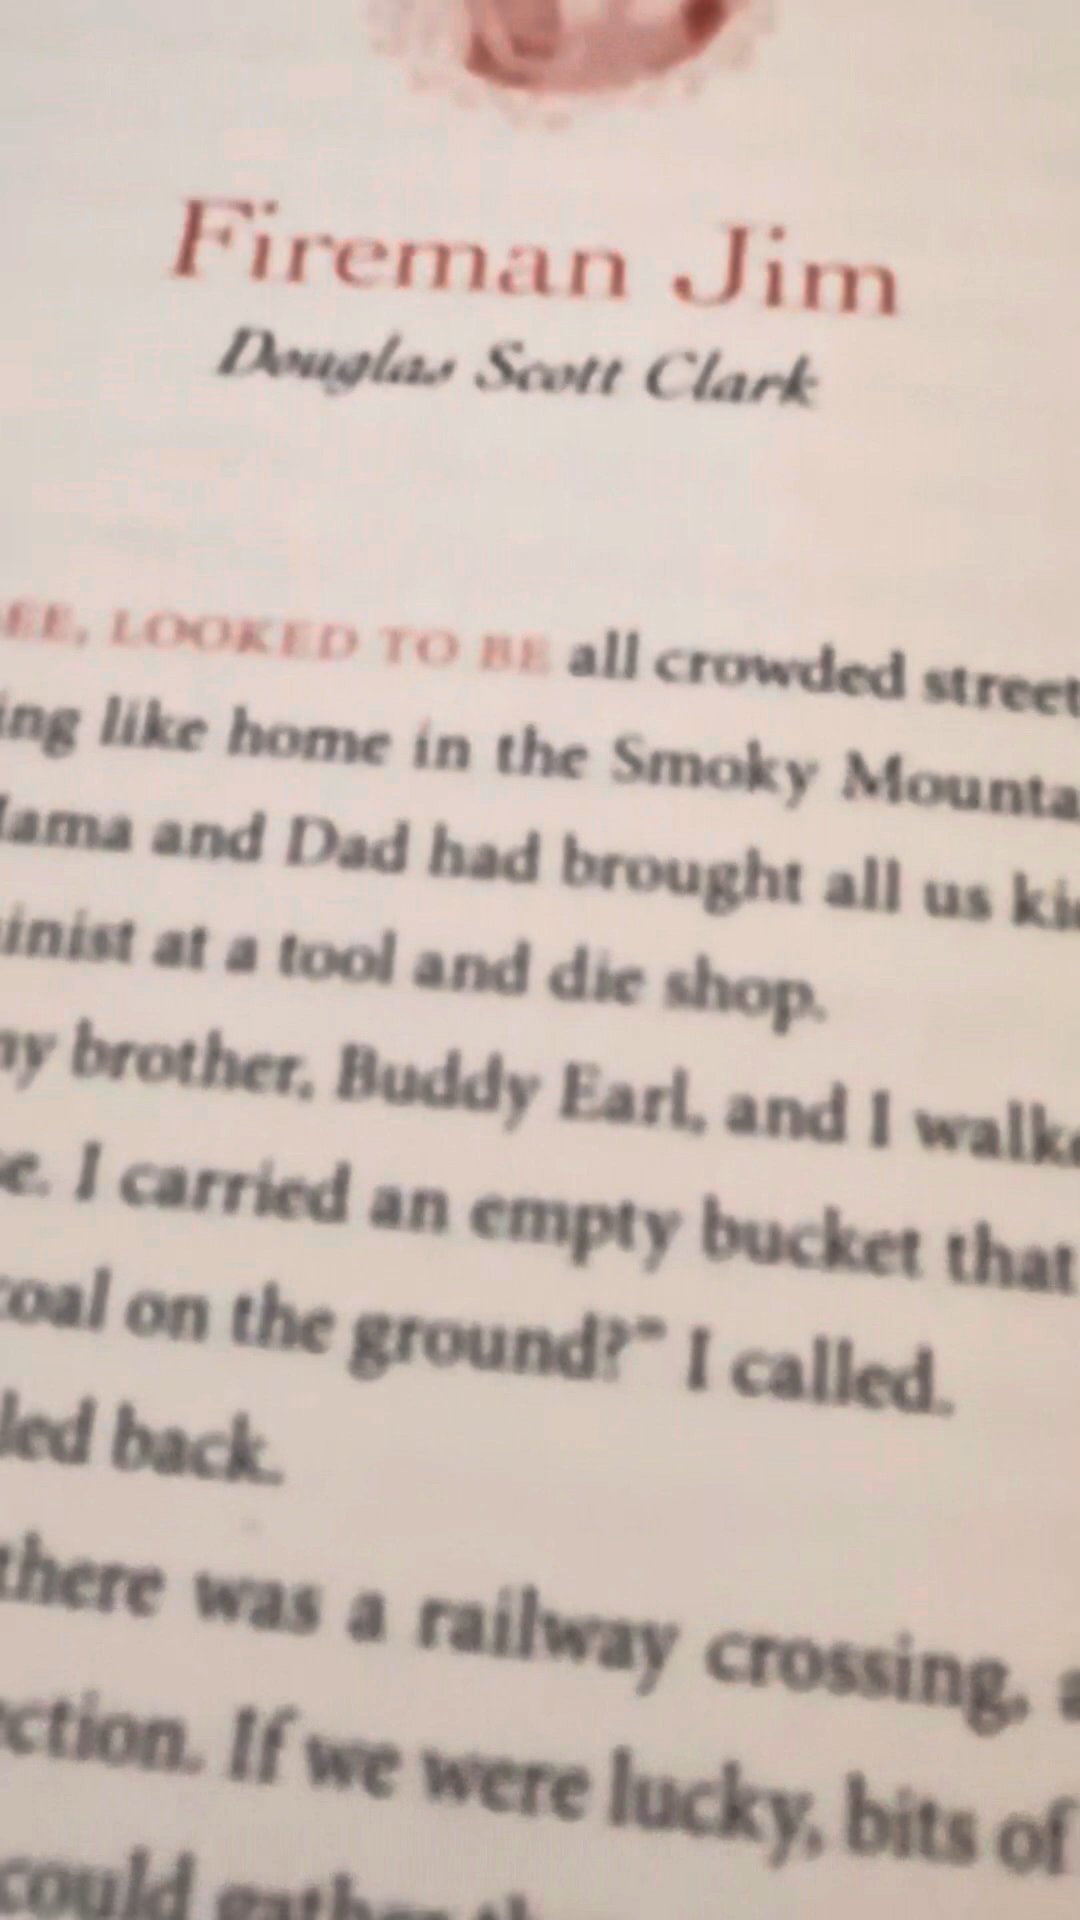 Fireman Jim
Douglas Scott Clark
EE, LOOKED TO BE all crowded street
ing like home in the Smoky Mounta
ama and Dad had brought all us ki
inist at a tool and die shop.
y brother, Buddy Earl, and I walk
e. I carried an empty bucket that
oal on the ground?" I called.
led back.
there was a railway crossing, a
ction. If we were lucky, bits of
could gather